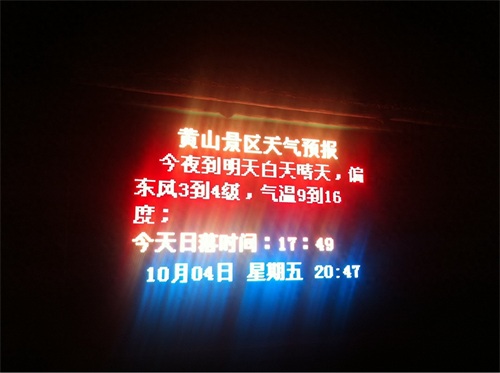 黄山景区天气预报
今夜到明天白天晴天，偏
东风3到4级，气温9到16
度；
今天日落时间：17：49
10月04日 星期五 20:47